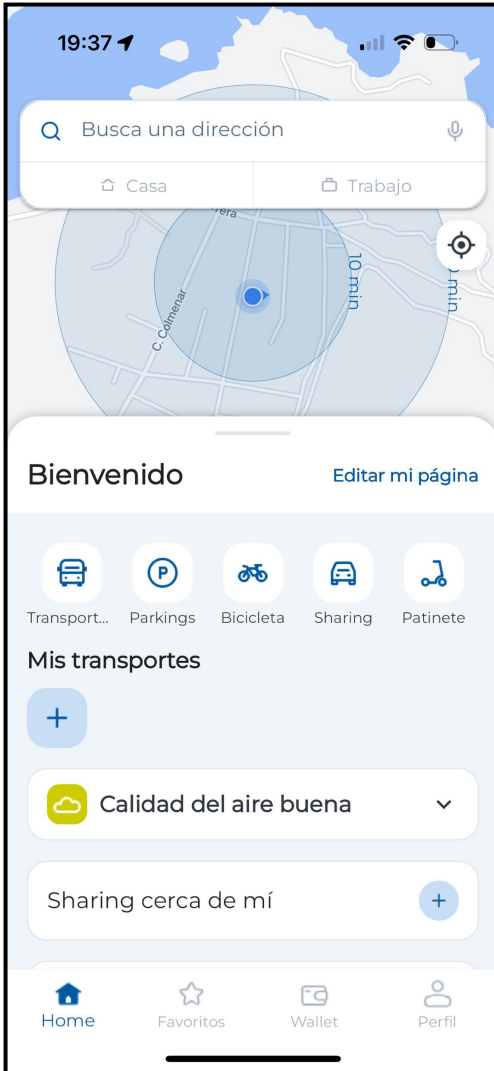 19:37
Busca una dirección
Casa
Trabajo
10 min
min
C. Colmenar
Bienvenido
Editar mi página
P
Transport...
Parkings
Bicicleta
Sharing
Patinete
Mis transportes
+
Calidad del aire buena
Sharing cerca de mí
+
Home
Favoritos
Wallet
Perfil